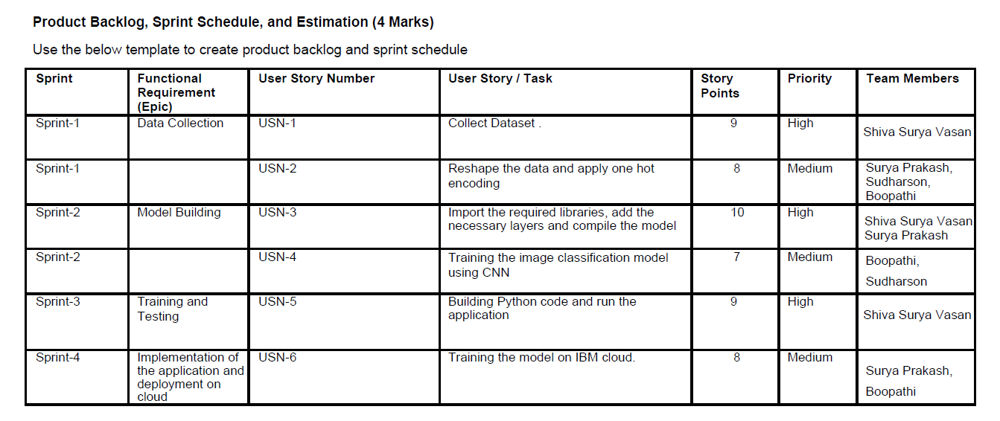 Product Backlog, Sprint Schedule, and Estimation (4 Marks)
Use the below template to create product backlog and sprint schedule
Sprint
Functional
Requirement
(Epic)
User Story Number
User Story / Task
Story
Points
Priority
Team Members
Sprint-1
Data Collection
USN-1
Collect Dataset .
9
High
Shiva Surya Vasan
Sprint-1
USN-2
Reshape the data and apply one hot
encoding
8
Medium
Surya Prakash,
Sudharson,
Boopathi
Sprint-2
Model Building
USN-3
Import the required libraries, add the
necessary layers and compile the model
10
High
Shiva Surya Vasan
Surya Prakash
Sprint-2
USN-4
Training the image classification model
using CNN
7
Medium
Boopathi,
Sudharson
Sprint-3
Training and
Testing
USN-5
Building Python code and run the
application
9
High
Shiva Surya Vasan
Sprint-4
Implementation of
the application and
deployment on
cloud
USN-6
Training the model on IBM cloud.
8
Medium
Surya Prakash,
Boopathi